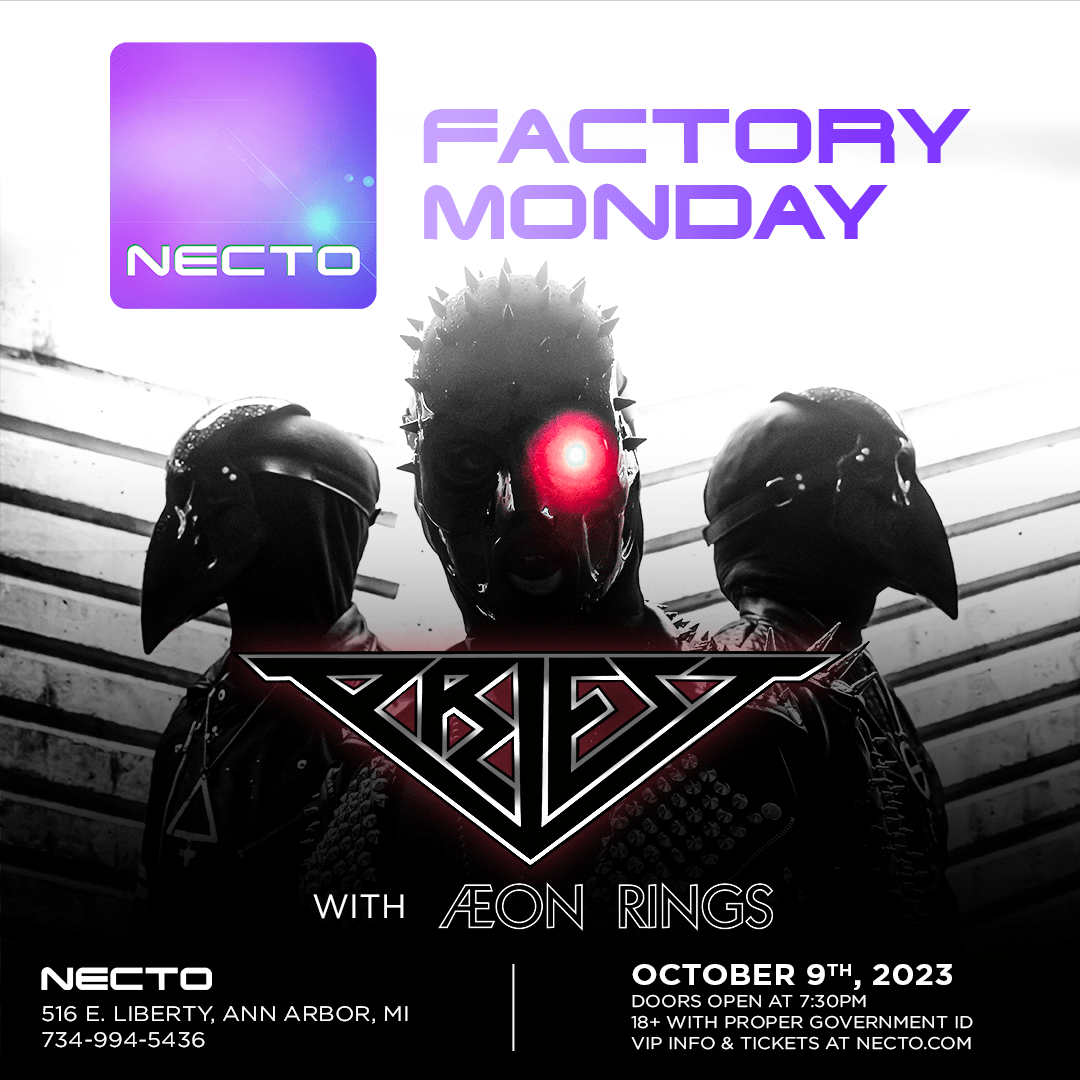 NECTO
FACTORY
MONDAY
PRIEST
WITH ÆON RINGS
NECTO
516 E. LIBERTY, ANN ARBOR, MI
734-994-5436
OCTOBER 9TH, 2023
DOORS OPEN AT 7:30PM
18+ WITH PROPER GOVERNMENT ID
VIP INFO & TICKETS AT NECTO.COM